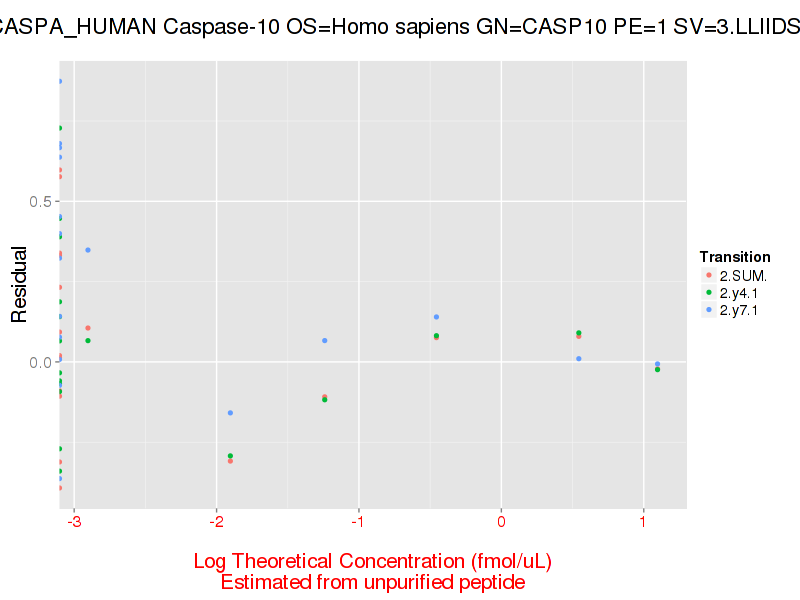 CASPA_HUMAN Caspase-10 OS=Homo sapiens GN=CASP10 PE=1 SV=3.LLIIDS
0.5
0.0
Residual
-3 -2 -1 0 1
Log Theoretical Concentration (fmol/uL)
Estimated from unpurified peptide
Transition
2.SUM.
2.y4.1
2.y7.1